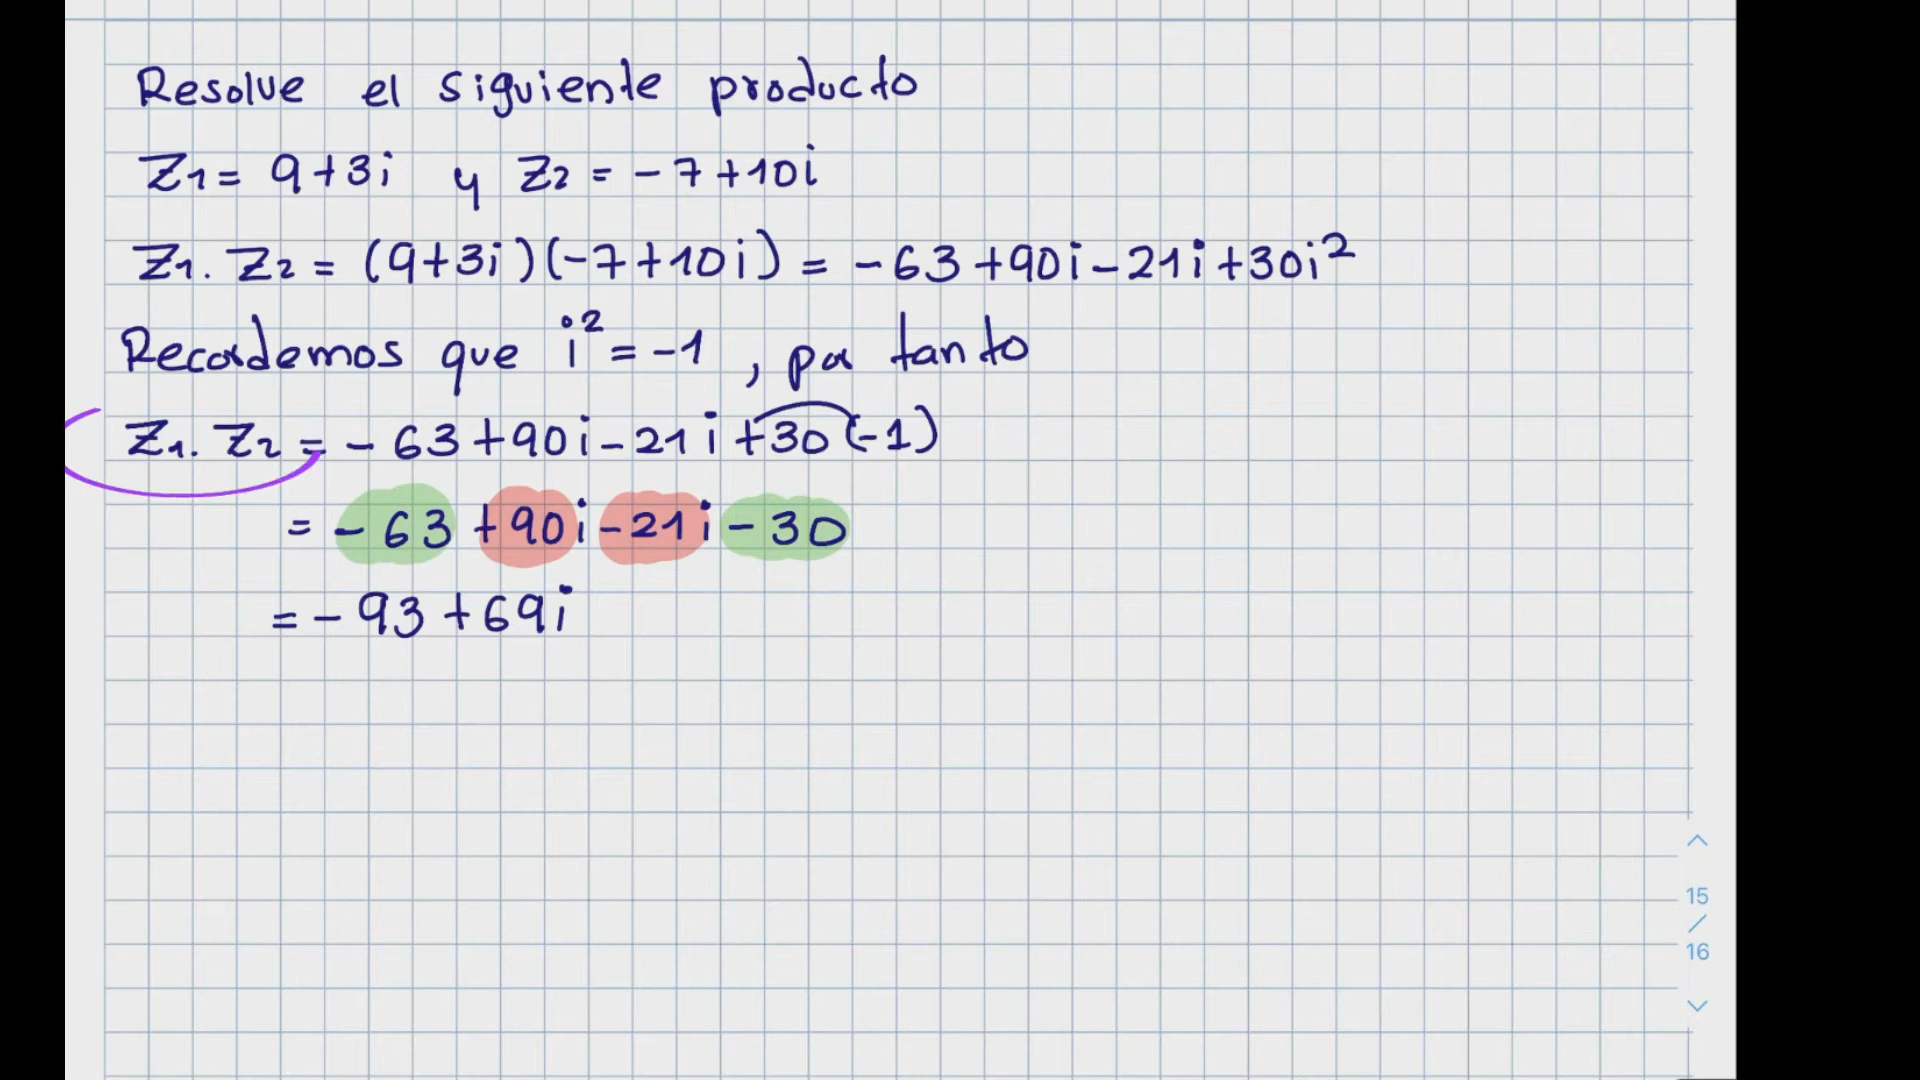 Resolve el siguiente producto
Z1 = 9+3i y Z2 = -7+10i
Z1. Z2 = (9+3i)(-7+10i) = -63+90i-21i+30i²
Recordemos que i² = -1, por tanto
Z1. Z2 = -63+90i-21i+30(-1)
= -63 +90i -21i -30
= -93 +69i
15
/
16